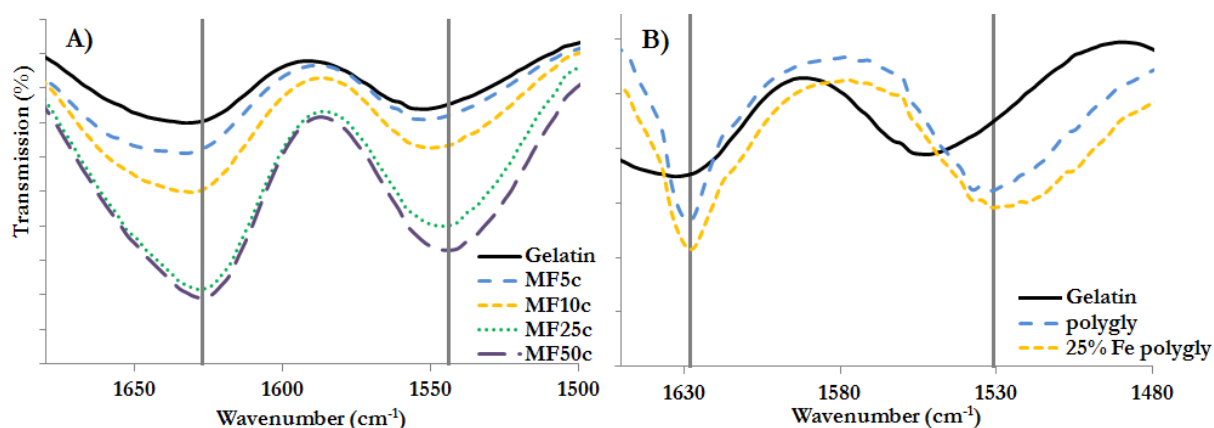 A)
Transmission (%)
Gelatin
MF5c
MF10c
MF25c
MF50c
1650 1600 1550 1500
Wavenumber (cm-1)
B)
Gelatin
polygly
25% Fe polygly
1630 1580 1530 1480
Wavenumber (cm-1)